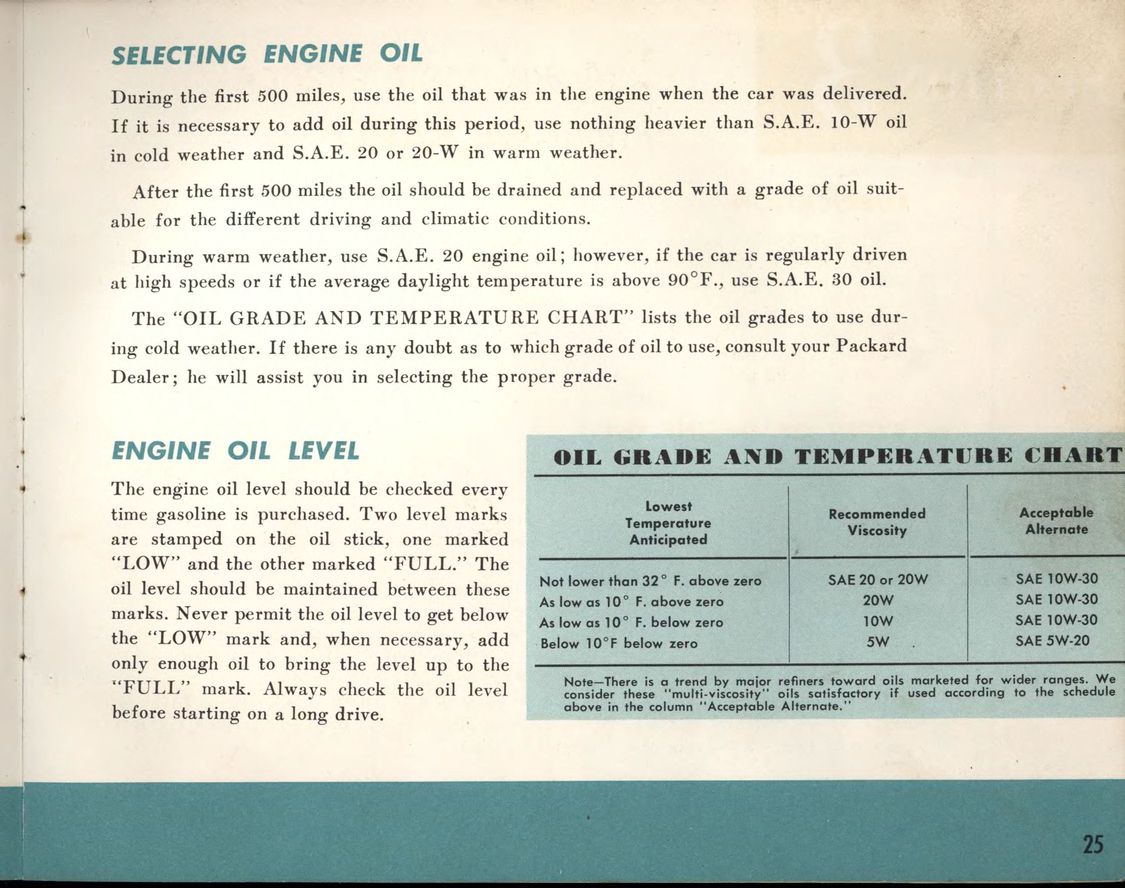 SELECTING ENGINE OIL
During the first 500 miles, use the oil that was in the engine when the car was delivered.
If it is necessary to add oil during this period, use nothing heavier than S.A.E. 10-W oil
in cold weather and S.A.E. 20 or 20-W in warm weather.
After the first 500 miles the oil should be drained and replaced with a grade of oil suit-
able for the different driving and climatic conditions.
During warm weather, use S.A.E. 20 engine oil; however, if the car is regularly driven
at high speeds or if the average daylight temperature is above 90°F., use S.A.E. 30 oil.
The "OIL GRADE AND TEMPERATURE CHART" lists the oil grades to use dur-
ing cold weather. If there is any doubt as to which grade of oil to use, consult your Packard
Dealer; he will assist you in selecting the proper grade.
ENGINE OIL LEVEL
The engine oil level should be checked every
time gasoline is purchased. Two level marks
are stamped on the oil stick, one marked
"LOW" and the other marked "FULL." The
oil level should be maintained between these
marks. Never permit the oil level to get below
the "LOW" mark and, when necessary, add
only enough oil to bring the level up to the
"FULL" mark. Always check the oil level
before starting on a long drive.
OIL GRADE AND TEMPERATURE CHART
Lowest
Temperature
Anticipated
Recommended
Viscosity
Acceptable
Alternate
Not lower than 32° F. above zero SAE 20 or 20W SAE 10W-30
As low as 10° F. above zero 20W SAE 10W-30
As low as 10° F. below zero 10W SAE 10W-30
Below 10°F below zero 5W SAE 5W-20
Note—There is a trend by major refiners toward oils marketed for wider ranges. We
consider these "multi-viscosity" oils satisfactory if used according to the schedule
above in the column "Acceptable Alternate."
25